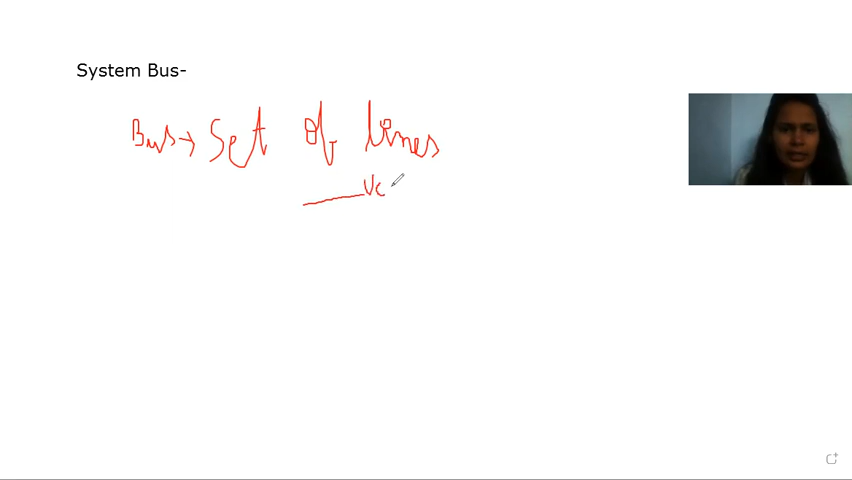 System Bus-
Bus → Set of lines